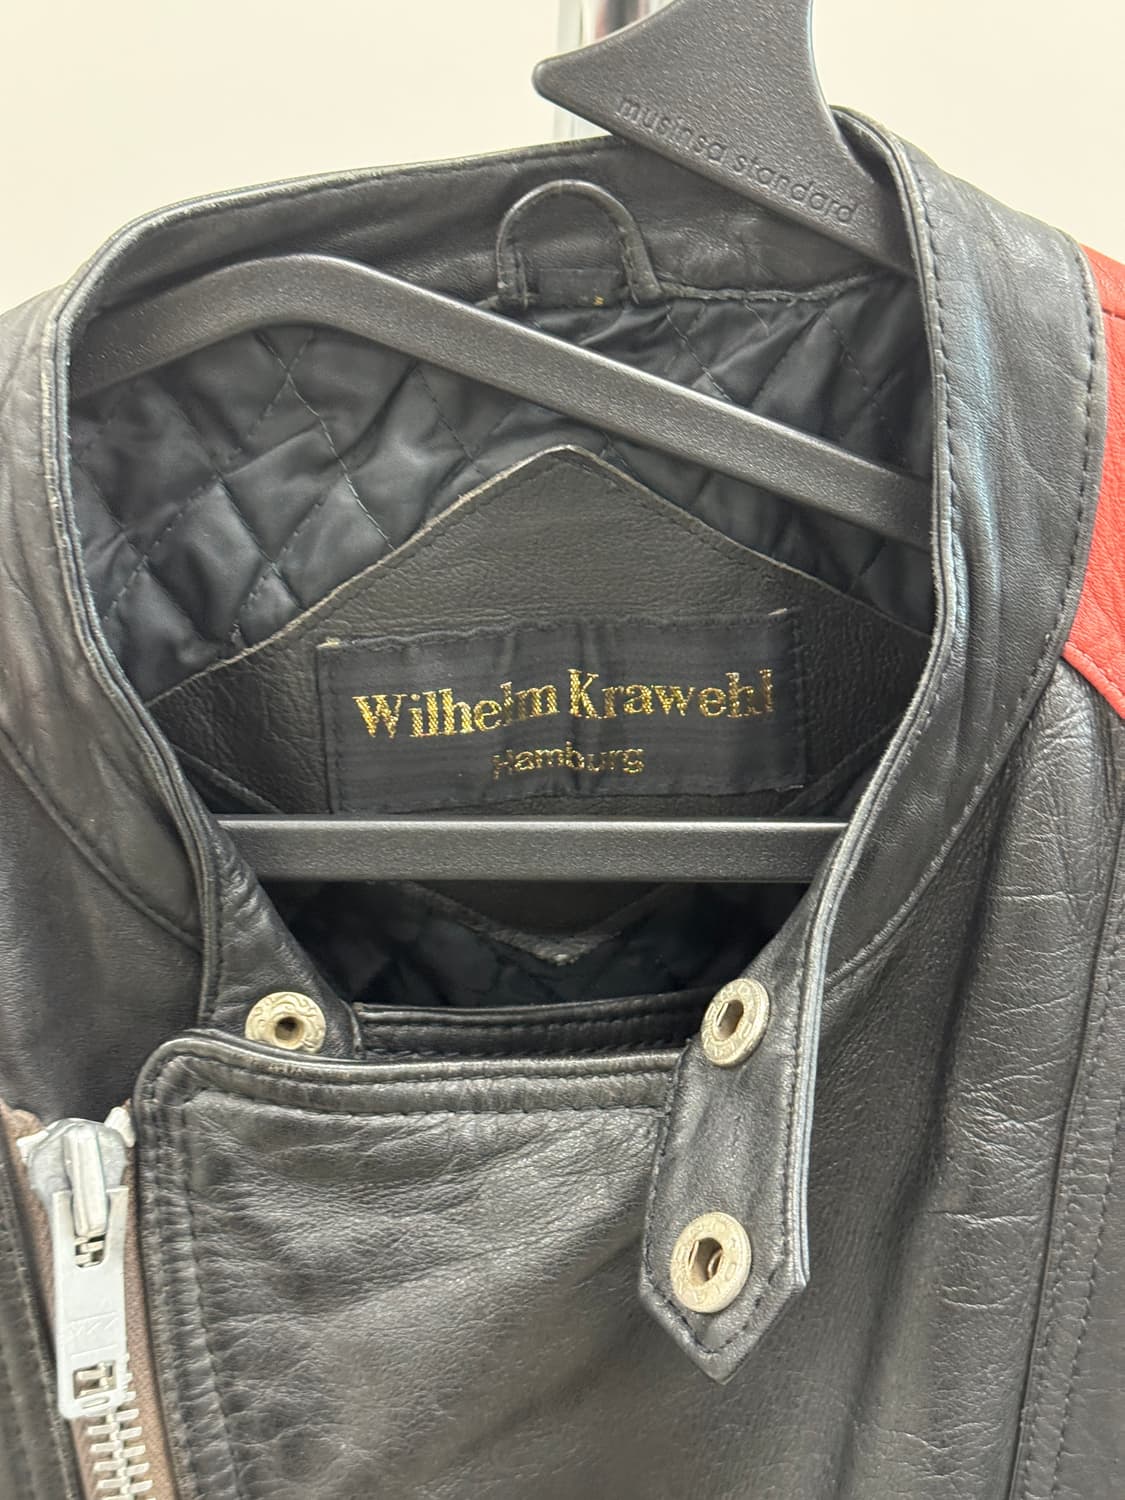 musinsa standard
Wilhelm Krawehl
Hamburg